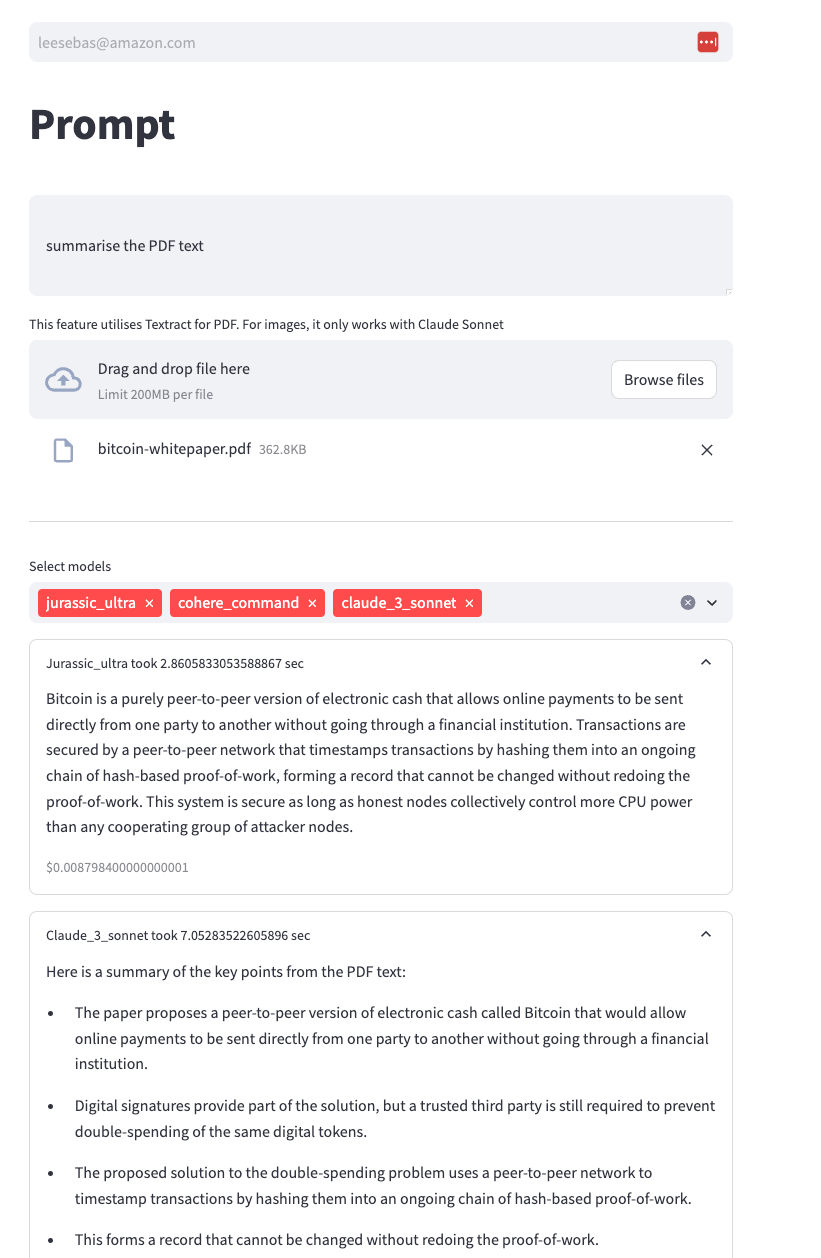 leesebas@amazon.com
Prompt
summarise the PDF text
This feature utilises Textract for PDF. For images, it only works with Claude Sonnet
Drag and drop file here
Limit 200MB per file
Browse files
bitcoin-whitepaper.pdf 362.8KB
Select models
jurassic_ultra
cohere_command
claude_3_sonnet
Jurassic_ultra took 2.8605833053588867 sec
Bitcoin is a purely peer-to-peer version of electronic cash that allows online payments to be sent
directly from one party to another without going through a financial institution. Transactions are
secured by a peer-to-peer network that timestamps transactions by hashing them into an ongoing
chain of hash-based proof-of-work, forming a record that cannot be changed without redoing the
proof-of-work. This system is secure as long as honest nodes collectively control more CPU power
than any cooperating group of attacker nodes.
$0.008798400000000001
Claude_3_sonnet took 7.05283522605896 sec
Here is a summary of the key points from the PDF text:
• The paper proposes a peer-to-peer version of electronic cash called Bitcoin that would allow
online payments to be sent directly from one party to another without going through a financial
institution.
• Digital signatures provide part of the solution, but a trusted third party is still required to prevent
double-spending of the same digital tokens.
• The proposed solution to the double-spending problem uses a peer-to-peer network to
timestamp transactions by hashing them into an ongoing chain of hash-based proof-of-work.
• This forms a record that cannot be changed without redoing the proof-of-work.